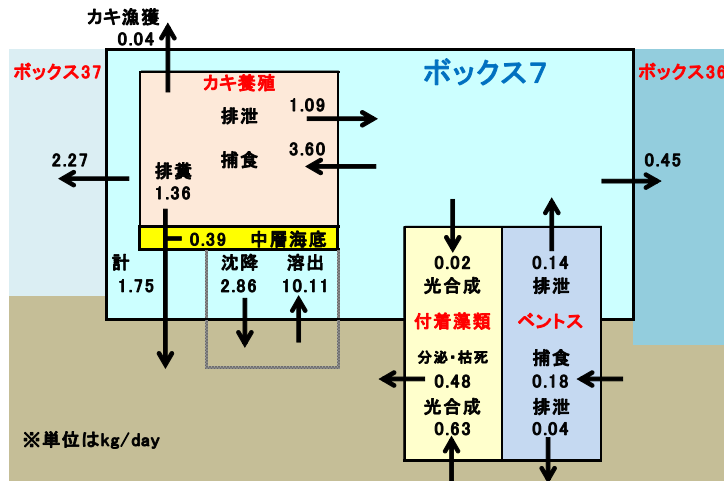 カキ漁獲
0.04
ボックス37
ボックス7
ボックス36
カキ養殖
排泄
1.09
捕食
3.60
排糞
1.36
2.27
0.45
0.39 中層海底
計
1.75
沈降
2.86
溶出
10.11
0.02
光合成
付着藻類
分泌・枯死
0.48
光合成
0.63
0.14
排泄
ベントス
捕食
0.18
排泄
0.04
※単位はkg/day